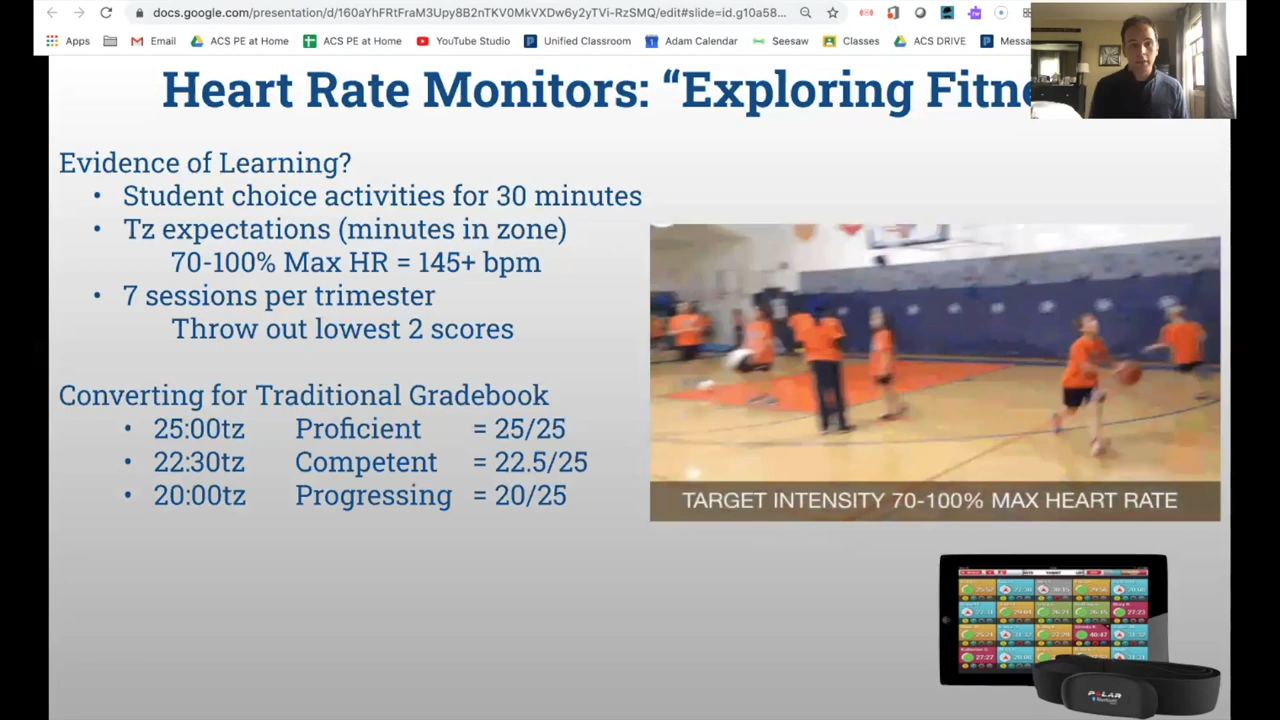 docs.google.com/presentation/d/160aYhFRtFraM3Upy8B2nTKV0MkVXDw6y2yTVi-RzSMQ/edit#slide=id.g10a58...
Apps Email ACS PE at Home ACS PE at Home YouTube Studio Unified Classroom Adam Calendar Seesaw Classes ACS DRIVE Messa
Heart Rate Monitors: “Exploring Fitne
Evidence of Learning?
• Student choice activities for 30 minutes
• Tz expectations (minutes in zone)
70-100% Max HR = 145+ bpm
• 7 sessions per trimester
Throw out lowest 2 scores
Converting for Traditional Gradebook
• 25:00tz Proficient = 25/25
• 22:30tz Competent = 22.5/25
• 20:00tz Progressing = 20/25
TARGET INTENSITY 70-100% MAX HEART RATE
POLAR